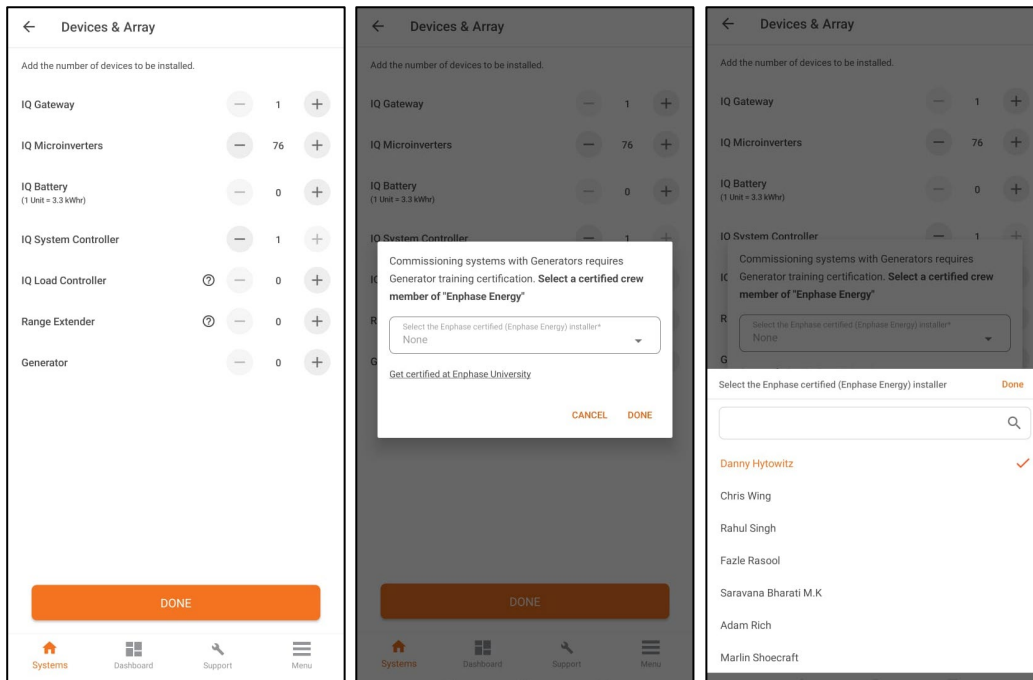 Devices & Array
Add the number of devices to be installed.
IQ Gateway 1
IQ Microinverters 76
IQ Battery 0
(1 Unit = 3.3 kWhr)
IQ System Controller 1
IQ Load Controller 0
Range Extender 0
Generator 0
DONE
Systems Dashboard Support Menu
Devices & Array
Add the number of devices to be installed.
IQ Gateway 1
IQ Microinverters 76
IQ Battery 0
(1 Unit = 3.3 kWhr)
IQ System Controller 1
Commissioning systems with Generators requires
Generator training certification. Select a certified crew
member of "Enphase Energy"
Select the Enphase certified (Enphase Energy) installer*
None
Get certified at Enphase University
CANCEL DONE
DONE
Systems Dashboard Support Menu
Devices & Array
Add the number of devices to be installed.
IQ Gateway 1
IQ Microinverters 76
IQ Battery 0
(1 Unit = 3.3 kWhr)
IQ System Controller 1
Commissioning systems with Generators requires
Generator training certification. Select a certified crew
member of "Enphase Energy"
Select the Enphase certified (Enphase Energy) installer*
None
Select the Enphase certified (Enphase Energy) installer Done
Danny Hytowitz
Chris Wing
Rahul Singh
Fazle Rasool
Saravana Bharati M.K
Adam Rich
Marlin Shoecraft